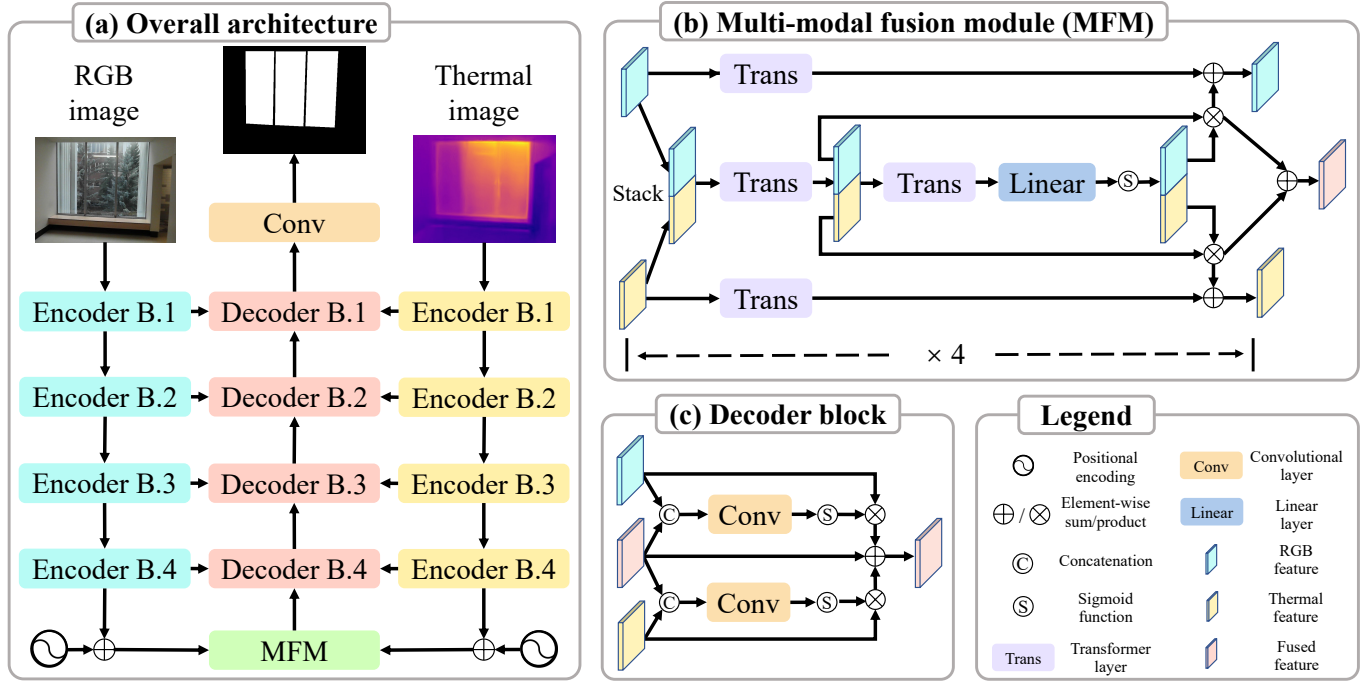 (a) Overall architecture
RGB
image
Thermal
image
Conv
Encoder B.1
Decoder B.1
Encoder B.1
Encoder B.2
Decoder B.2
Encoder B.2
Encoder B.3
Decoder B.3
Encoder B.3
Encoder B.4
Decoder B.4
Encoder B.4
MFM
(b) Multi-modal fusion module (MFM)
Trans
Stack
Trans
Trans
Linear
S
Trans
× 4
(c) Decoder block
C
Conv
S
C
Conv
S
Legend
Positional
encoding
Conv
Convolutional
layer
/
Element-wise
sum/product
Linear
Linear
layer
C
Concatenation
RGB
feature
S
Sigmoid
function
Thermal
feature
Trans
Transformer
layer
Fused
feature